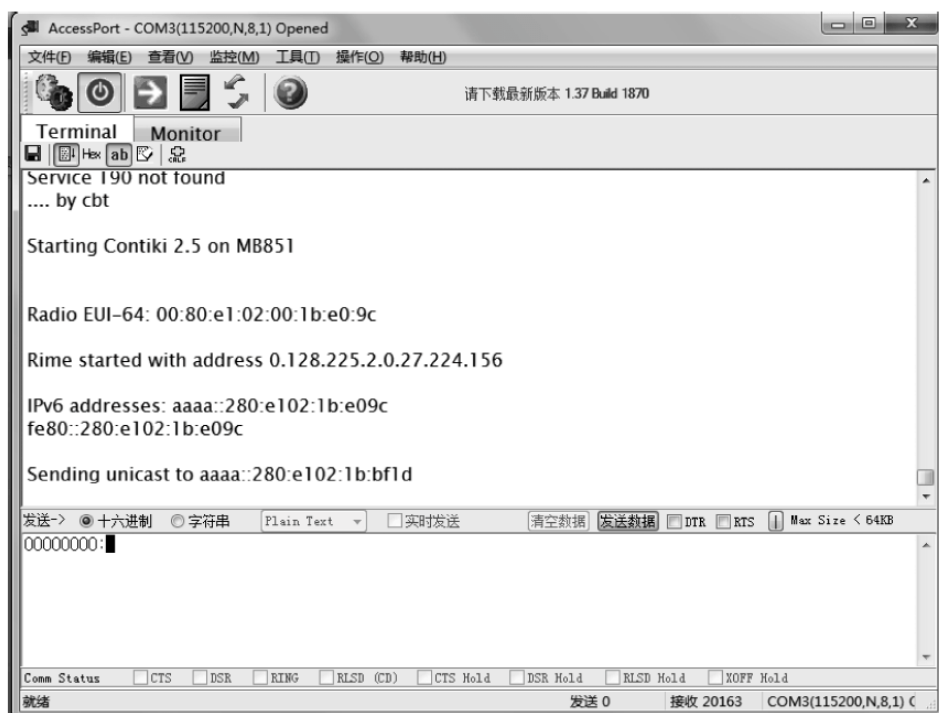 AccessPort - COM3(115200,N,8,1) Opened
文件(F) 编辑(E) 查看(V) 监控(M) 工具(T) 操作(O) 帮助(H)
请下载最新版本 1.37 Build 1870
Terminal Monitor
Hex ab CRLF
Service 190 not found
.... by cbt
Starting Contiki 2.5 on MB851
Radio EUI-64: 00:80:e1:02:00:1b:e0:9c
Rime started with address 0.128.225.2.0.27.224.156
IPv6 addresses: aaaa::280:e102:1b:e09c
fe80::280:e102:1b:e09c
Sending unicast to aaaa::280:e102:1b:bf1d
发送-> 十六进制 字符串 Plain Text 实时发送 清空数据 发送数据 DTR RTS Max Size < 64KB
00000000:
Comm Status CTS DSR RING RLSD (CD) CTS Hold DSR Hold RLSD Hold XOFF Hold
就绪 发送 0 接收 20163 COM3(115200,N,8,1) C